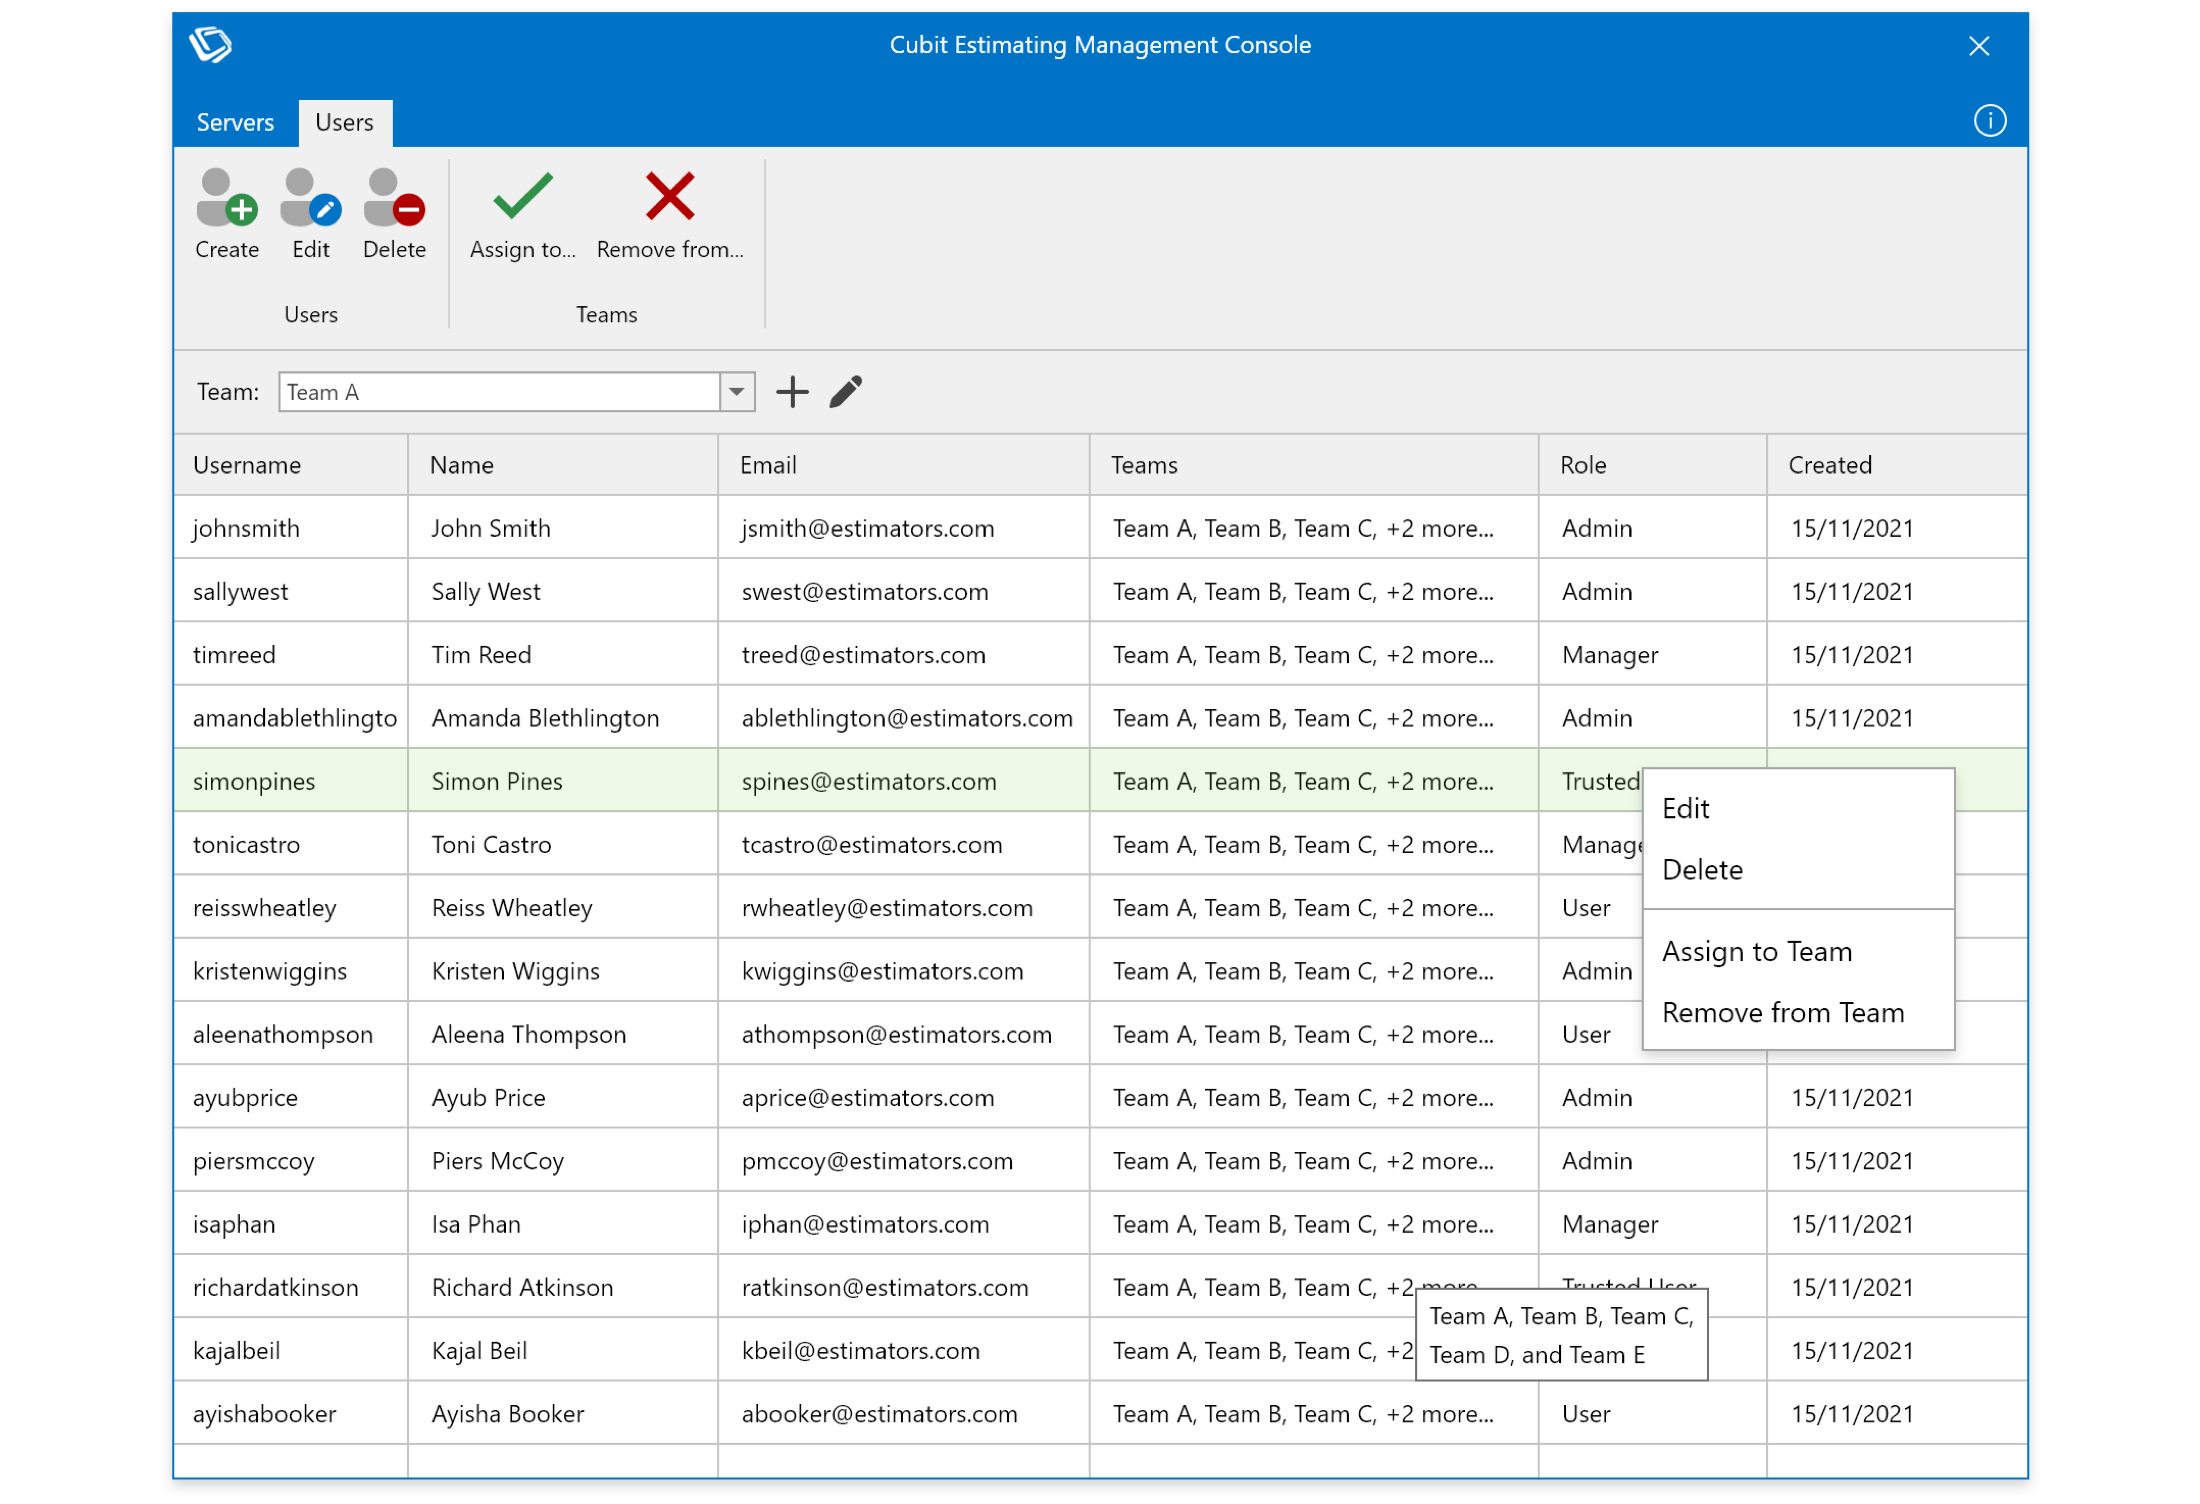 Cubit Estimating Management Console
Servers Users
Create Edit Delete Assign to... Remove from...
Users Teams
Team: Team A
Username Name Email Teams Role Created
johnsmith John Smith jsmith@estimators.com Team A, Team B, Team C, +2 more... Admin 15/11/2021
sallywest Sally West swest@estimators.com Team A, Team B, Team C, +2 more... Admin 15/11/2021
timreed Tim Reed treed@estimators.com Team A, Team B, Team C, +2 more... Manager 15/11/2021
amandablethlingto Amanda Blethlington ablethlington@estimators.com Team A, Team B, Team C, +2 more... Admin 15/11/2021
simonpines Simon Pines spines@estimators.com Team A, Team B, Team C, +2 more... Trusted
Edit
tonicastro Toni Castro tcastro@estimators.com Team A, Team B, Team C, +2 more... Manage
Delete
reisswheatley Reiss Wheatley rwheatley@estimators.com Team A, Team B, Team C, +2 more... User
Assign to Team
kristenwiggins Kristen Wiggins kwiggins@estimators.com Team A, Team B, Team C, +2 more... Admin
Remove from Team
aleenathompson Aleena Thompson athompson@estimators.com Team A, Team B, Team C, +2 more... User
ayubprice Ayub Price aprice@estimators.com Team A, Team B, Team C, +2 more... Admin 15/11/2021
piersmccoy Piers McCoy pmccoy@estimators.com Team A, Team B, Team C, +2 more... Admin 15/11/2021
isaphan Isa Phan iphan@estimators.com Team A, Team B, Team C, +2 more... Manager 15/11/2021
richardatkinson Richard Atkinson ratkinson@estimators.com Team A, Team B, Team C, +2 more... Trusted User 15/11/2021
Team A, Team B, Team C,
Team D, and Team E
kajalbeil Kajal Beil kbeil@estimators.com Team A, Team B, Team C, +2 15/11/2021
ayishabooker Ayisha Booker abooker@estimators.com Team A, Team B, Team C, +2 more... User 15/11/2021